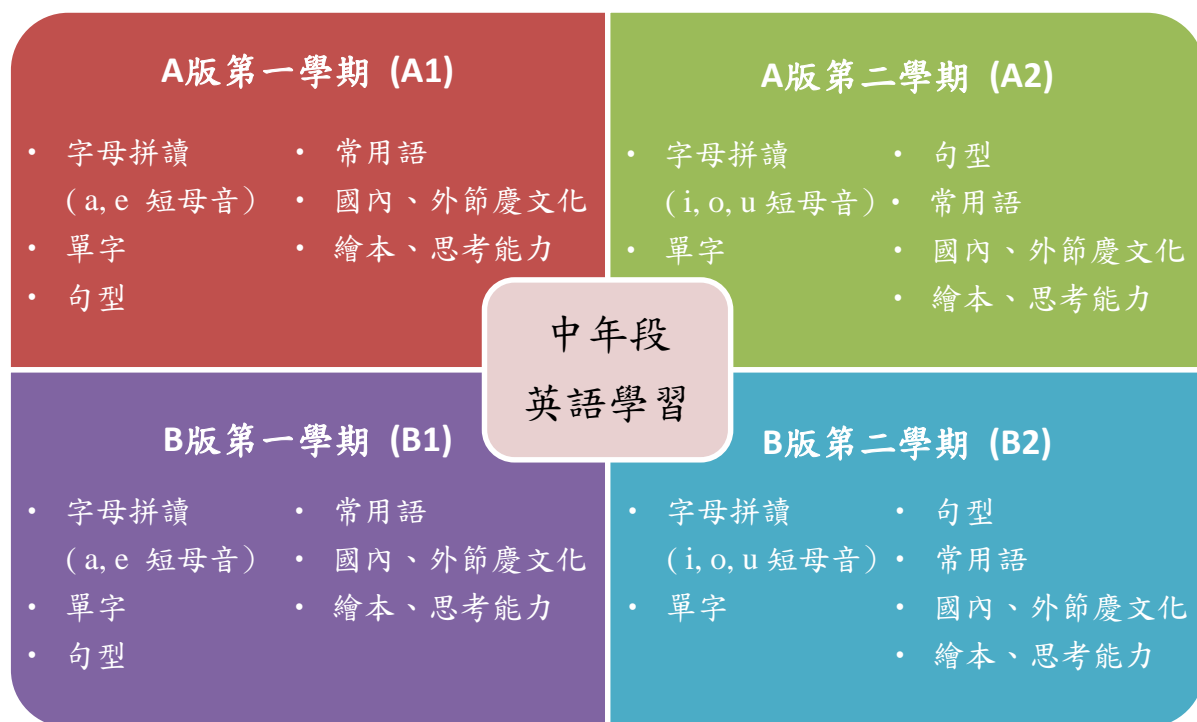 A版第一學期 (A1)
• 字母拼讀
(a, e 短母音)
• 單字
• 句型
• 常用語
• 國內、外節慶文化
• 繪本、思考能力
A版第二學期 (A2)
• 字母拼讀
(i, o, u 短母音)
• 單字
• 句型
• 常用語
• 國內、外節慶文化
• 繪本、思考能力
中年段
英語學習
B版第一學期 (B1)
• 字母拼讀
(a, e 短母音)
• 單字
• 句型
• 常用語
• 國內、外節慶文化
• 繪本、思考能力
B版第二學期 (B2)
• 字母拼讀
(i, o, u 短母音)
• 單字
• 句型
• 常用語
• 國內、外節慶文化
• 繪本、思考能力